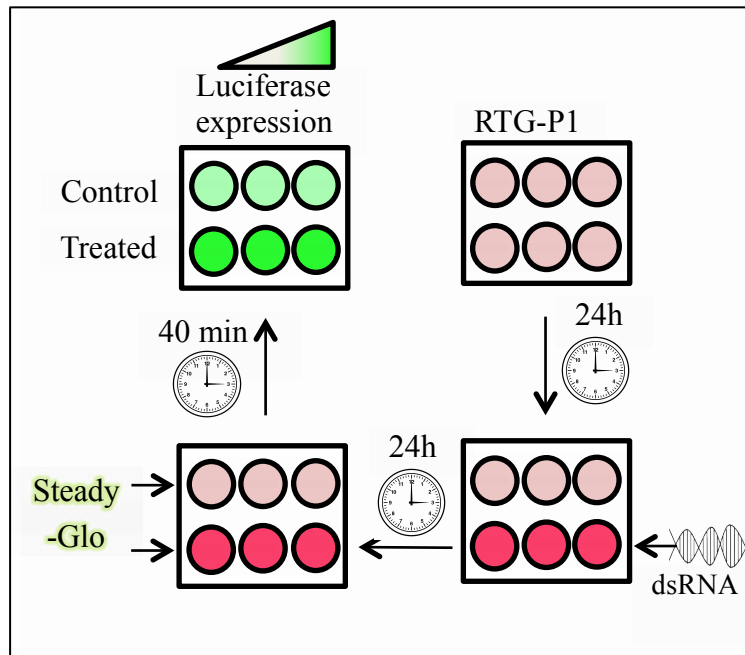 Luciferase
expression
RTG-P1
Control
Treated
40 min
24h
24h
Steady
-Glo
dsRNA